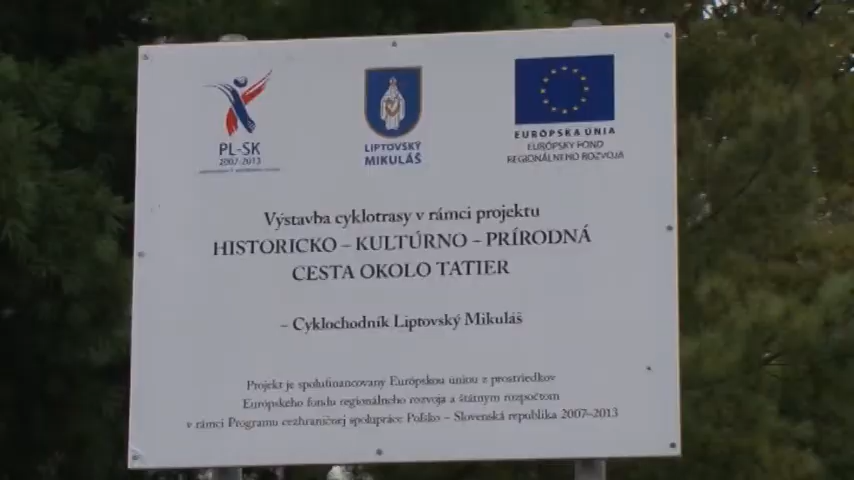 PL-SK
2007-2013
LIPTOVSKÝ
MIKULÁŠ
EURÓPSKA ÚNIA
EURÓPSKY FOND
REGIONÁLNEHO ROZVOJA
Výstavba cyklotrasy v rámci projektu
HISTORICKO – KULTÚRNO – PRÍRODNÁ
CESTA OKOLO TATIER
– Cyklochodník Liptovský Mikuláš
Projekt je spolufinancovaný Európskou úniou z prostriedkov
Európskeho fondu regionálneho rozvoja a štátnym rozpočtom
v rámci Programu cezhraničnej spolupráce Poľsko – Slovenská republika 2007–2013